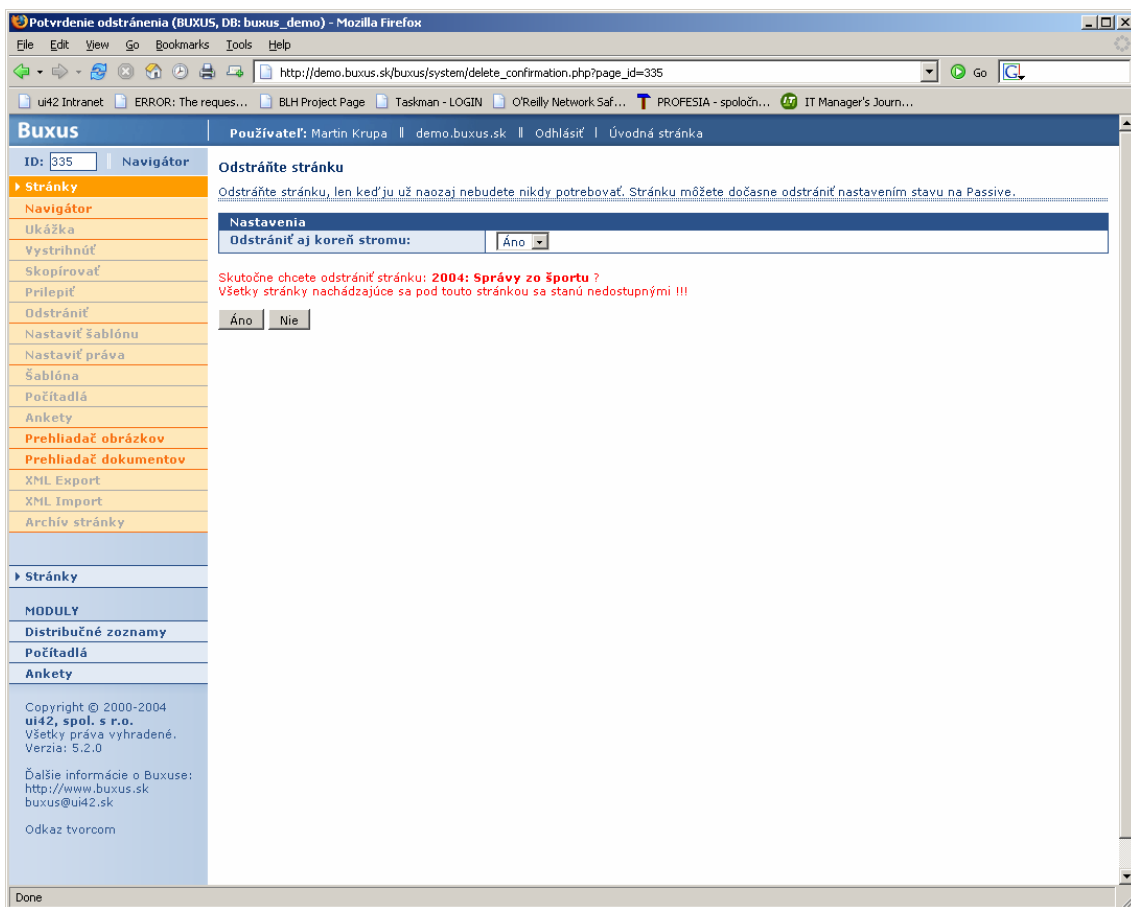 Potvrdenie odstránenia (BUXUS, DB: buxus_demo) - Mozilla Firefox
File Edit View Go Bookmarks Tools Help
http://demo.buxus.sk/buxus/system/delete_confirmation.php?page_id=335 Go G
ui42 Intranet ERROR: The reques... BLH Project Page Taskman - LOGIN O'Reilly Network Saf... PROFESIA - spoločn... IT Manager's Journ...
Buxus Používateľ: Martin Krupa || demo.buxus.sk || Odhlásiť | Úvodná stránka
ID: 335 Navigátor
Stránky
Navigátor
Ukážka
Vystrihnúť
Skopírovať
Prilepiť
Odstrániť
Nastaviť šablónu
Nastaviť práva
Šablóna
Počítadlá
Ankety
Prehliadač obrázkov
Prehliadač dokumentov
XML Export
XML Import
Archív stránky
Stránky
MODULY
Distribučné zoznamy
Počítadlá
Ankety
Copyright © 2000-2004
ui42, spol. s r.o.
Všetky práva vyhradené.
Verzia: 5.2.0
Ďalšie informácie o Buxuse:
http://www.buxus.sk
buxus@ui42.sk
Odkaz tvorcom
Odstráňte stránku
Odstráňte stránku, len keď ju už naozaj nebudete nikdy potrebovať. Stránku môžete dočasne odstrániť nastavením stavu na Passive.
Nastavenia
Odstrániť aj koreň stromu: Áno
Skutočne chcete odstrániť stránku: 2004: Správy zo športu ?
Všetky stránky nachádzajúce sa pod touto stránkou sa stanú nedostupnými !!!
Áno Nie
Done